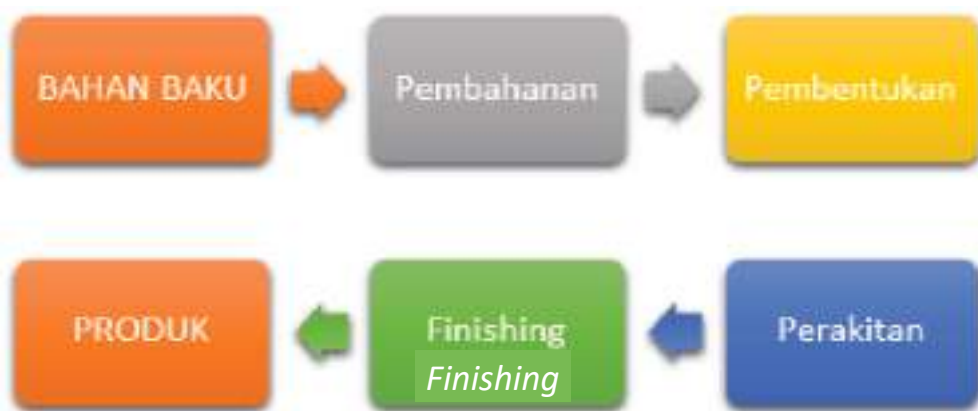 BAHAN BAKU
Pembahanan
Pembentukan
PRODUK
Finishing
Finishing
Perakitan